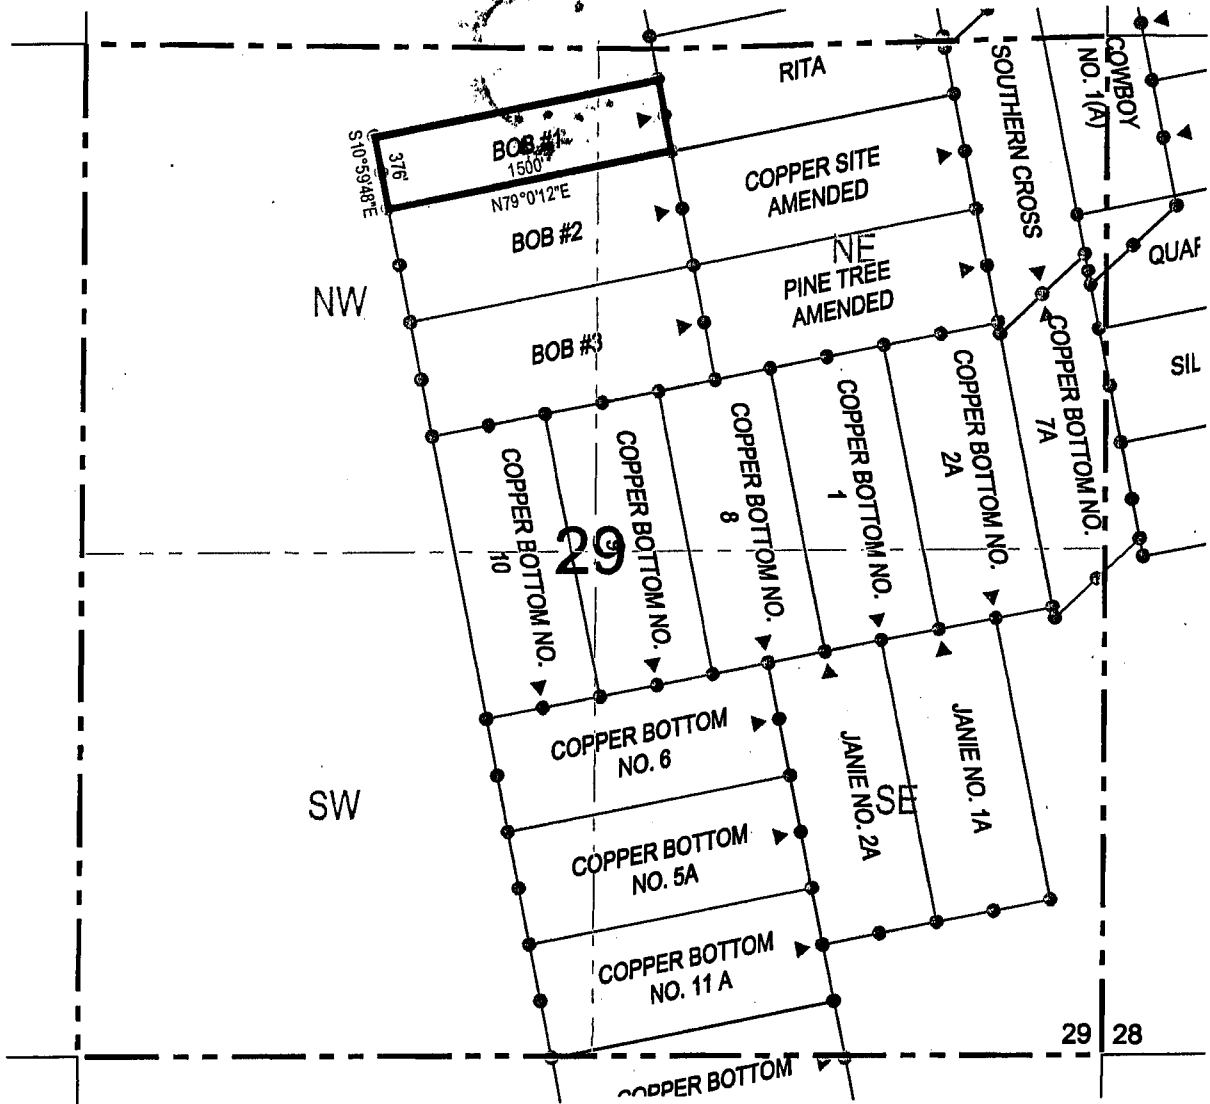 RITA
SOUTHERN CROSS
COWBOY
NO. 1(A)
BOB #1
1500'
376'
S10°59'48"E
N79°0'12"E
COPPER SITE
AMENDED
BOB #2
NE
NW
PINE TREE
AMENDED
QUAR
BOB #3
SIL
COPPER BOTTOM NO.
10
COPPER BOTTOM NO.
9
COPPER BOTTOM NO.
8
COPPER BOTTOM NO.
1
COPPER BOTTOM NO.
2A
COPPER BOTTOM NO.
7A
29
COPPER BOTTOM
NO. 6
SW
SE
JANIE NO. 2A
JANIE NO. 1A
COPPER BOTTOM
NO. 5A
COPPER BOTTOM
NO. 11 A
29
28
COPPER BOTTOM